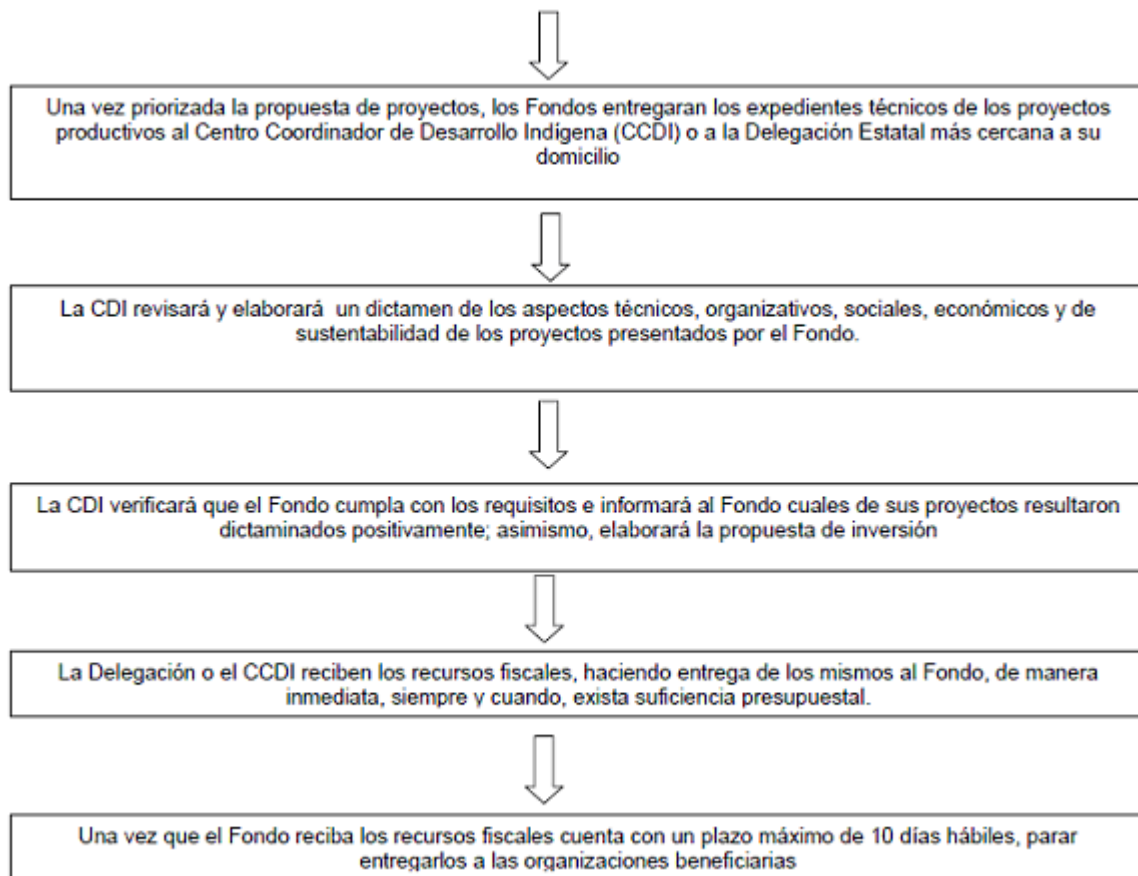 Una vez priorizada la propuesta de proyectos, los Fondos entregaran los expedientes técnicos de los proyectos
productivos al Centro Coordinador de Desarrollo Indígena (CCDI) o a la Delegación Estatal más cercana a su
domicilio
La CDI revisará y elaborará un dictamen de los aspectos técnicos, organizativos, sociales, económicos y de
sustentabilidad de los proyectos presentados por el Fondo.
La CDI verificará que el Fondo cumpla con los requisitos e informará al Fondo cuales de sus proyectos resultaron
dictaminados positivamente; asimismo, elaborará la propuesta de inversión
La Delegación o el CCDI reciben los recursos fiscales, haciendo entrega de los mismos al Fondo, de manera
inmediata, siempre y cuando, exista suficiencia presupuestal.
Una vez que el Fondo reciba los recursos fiscales cuenta con un plazo máximo de 10 días hábiles, parar
entregarlos a las organizaciones beneficiarias